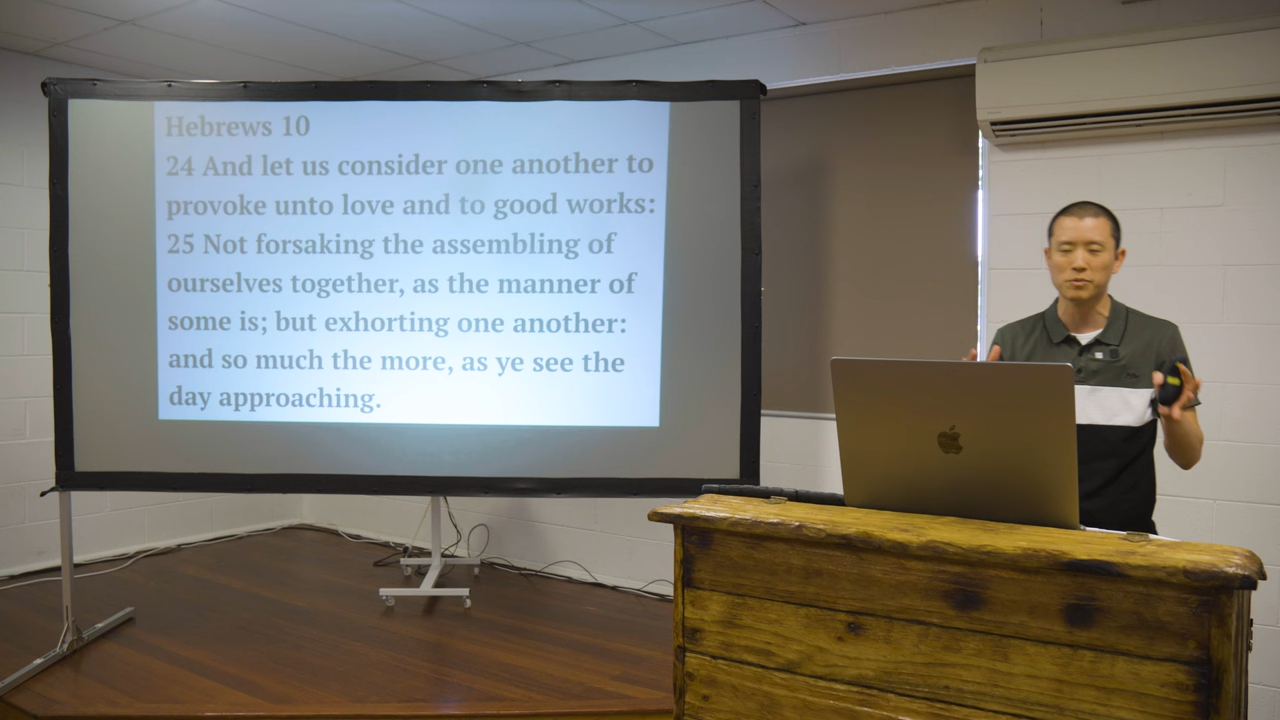 Hebrews 10
24 And let us consider one another to
provoke unto love and to good works:
25 Not forsaking the assembling of
ourselves together, as the manner of
some is; but exhorting one another:
and so much the more, as ye see the
day approaching.